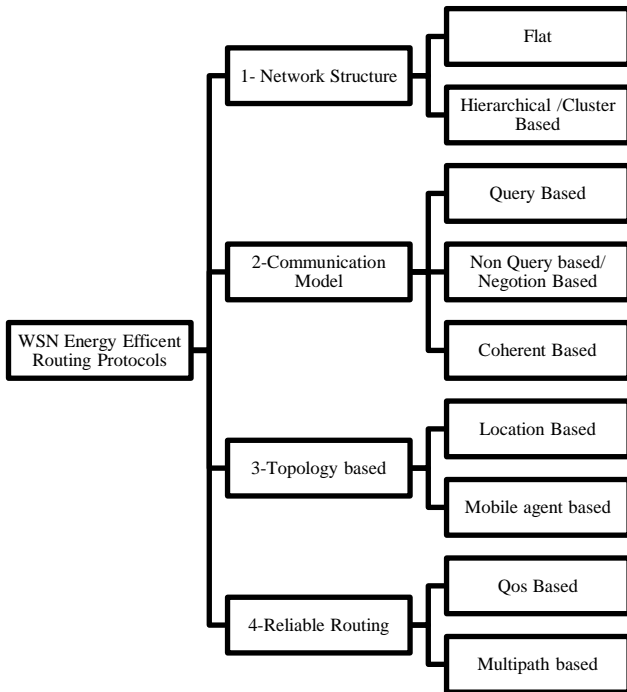 WSN Energy Efficent
Routing Protocols
1- Network Structure
Flat
Hierarchical /Cluster
Based
2-Communication
Model
Query Based
Non Query based/
Negotion Based
Coherent Based
3-Topology based
Location Based
Mobile agent based
4-Reliable Routing
Qos Based
Multipath based